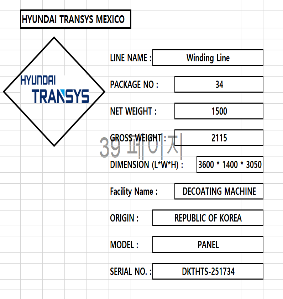 HYUNDAI TRANSYS MEXICO
HYUNDAI
TRANSYS
LINE NAME : Winding Line
PACKAGE NO : 34
NET WEIGHT : 1500
GROSS WEIGHT : 2115
39 페이지
DIMENSION (L*W*H) : 3600 * 1400 * 3050
Facility Name : DECOATING MACHINE
ORIGIN : REPUBLIC OF KOREA
MODEL : PANEL
SERIAL NO. : DKTHTS-251734